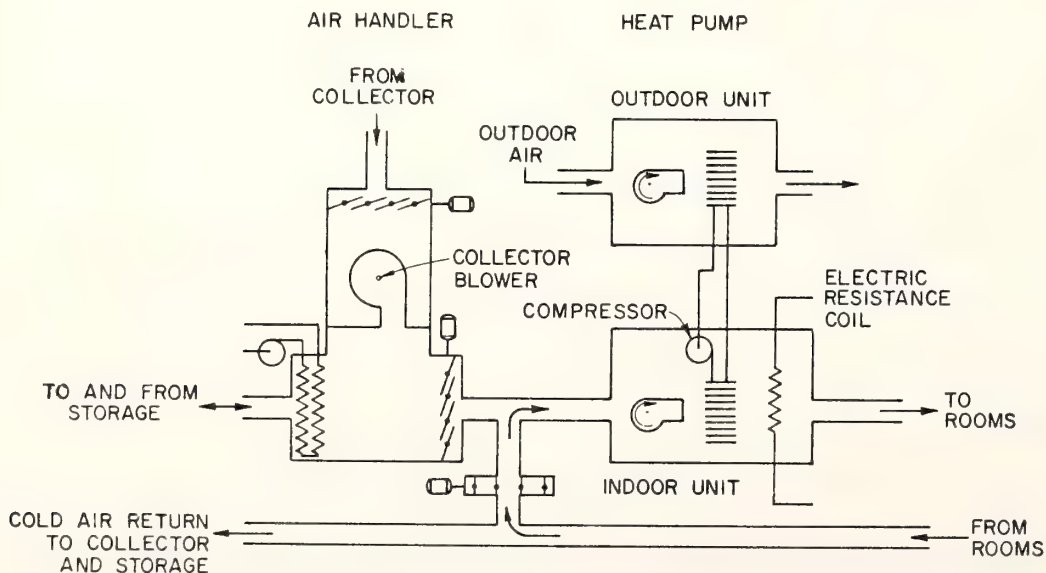 AIR HANDLER
HEAT PUMP
FROM
COLLECTOR
OUTDOOR UNIT
OUTDOOR
AIR
COLLECTOR
BLOWER
ELECTRIC
RESISTANCE
COIL
COMPRESSOR
TO AND FROM
STORAGE
TO
ROOMS
INDOOR UNIT
COLD AIR RETURN
TO COLLECTOR
AND STORAGE
FROM
ROOMS